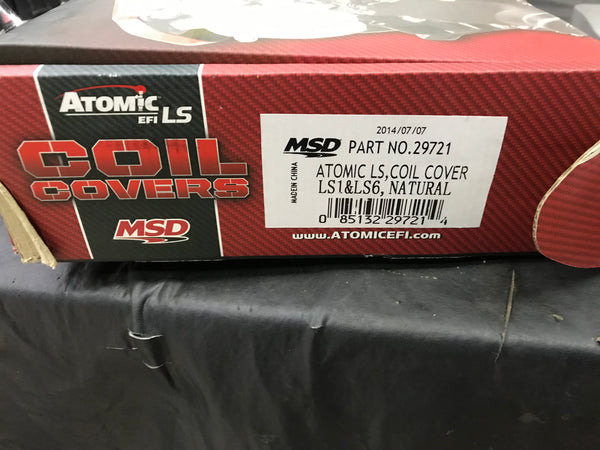 ATOMIC
EFI LS
COIL
COVERS
MSD
2014/07/07
MSD PART NO.29721
MADE IN CHINA
ATOMIC LS,COIL COVER
LS1&LS6, NATURAL
0 85132 29721 4
www.ATOMICEFI.com